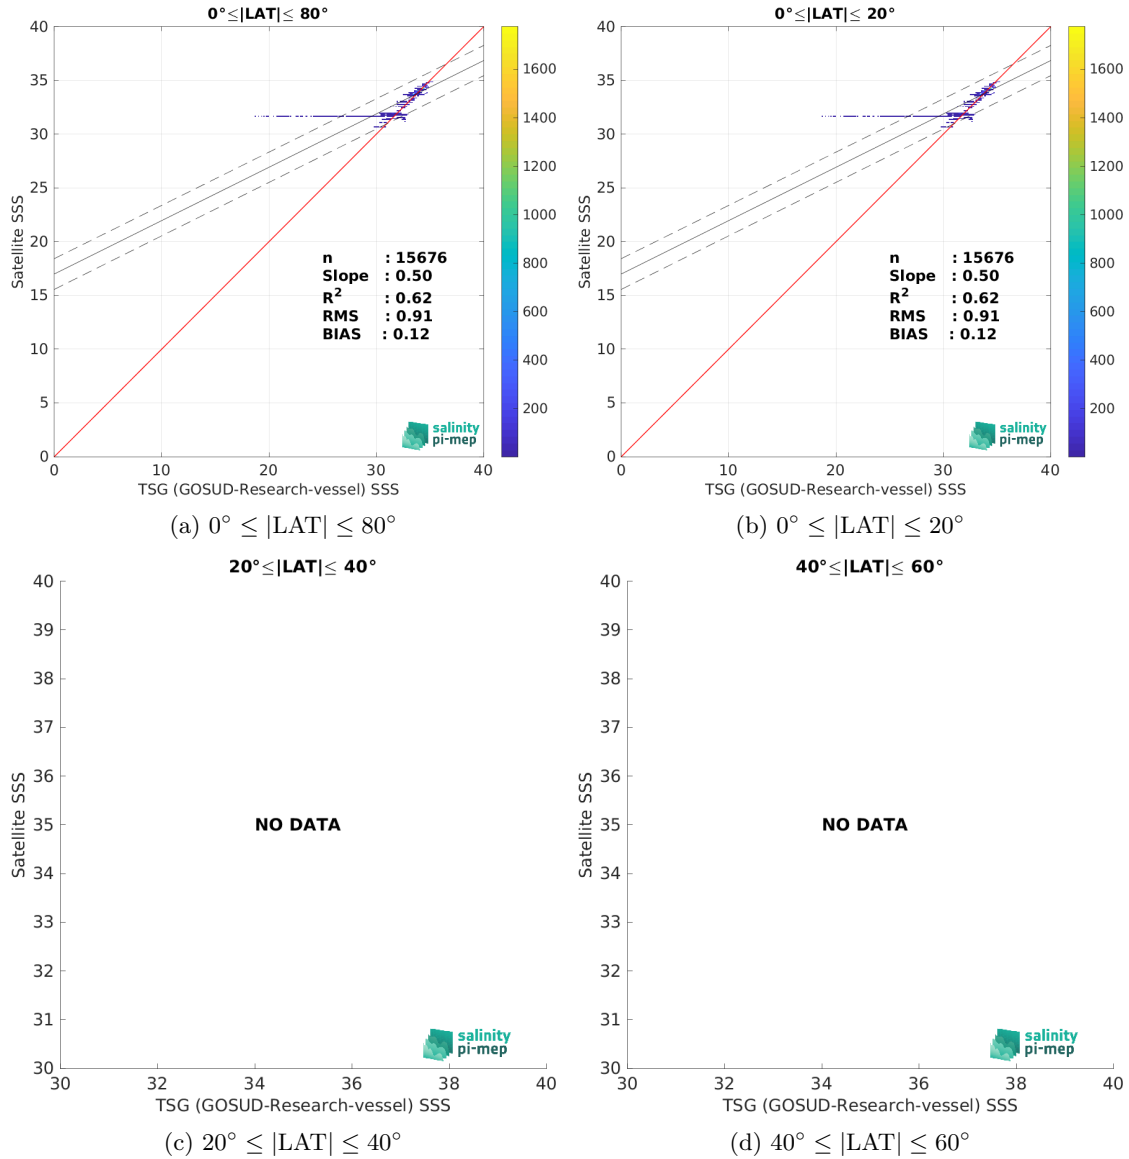 0°≤|LAT|≤ 80°
40
35
30
25
20
15
10
5
0
Satellite SSS
n : 15676
Slope : 0.50
R² : 0.62
RMS : 0.91
BIAS : 0.12
salinity
pi-mep
0 10 20 30 40
TSG (GOSUD-Research-vessel) SSS
1600
1400
1200
1000
800
600
400
200
(a) 0° ≤ |LAT| ≤ 80°
0°≤|LAT|≤ 20°
40
35
30
25
20
15
10
5
0
Satellite SSS
n : 15676
Slope : 0.50
R² : 0.62
RMS : 0.91
BIAS : 0.12
salinity
pi-mep
0 10 20 30 40
TSG (GOSUD-Research-vessel) SSS
1600
1400
1200
1000
800
600
400
200
(b) 0° ≤ |LAT| ≤ 20°
20°≤|LAT|≤ 40°
40
39
38
37
36
35
34
33
32
31
30
Satellite SSS
NO DATA
salinity
pi-mep
30 32 34 36 38 40
TSG (GOSUD-Research-vessel) SSS
(c) 20° ≤ |LAT| ≤ 40°
40°≤|LAT|≤ 60°
40
39
38
37
36
35
34
33
32
31
30
Satellite SSS
NO DATA
salinity
pi-mep
30 32 34 36 38 40
TSG (GOSUD-Research-vessel) SSS
(d) 40° ≤ |LAT| ≤ 60°